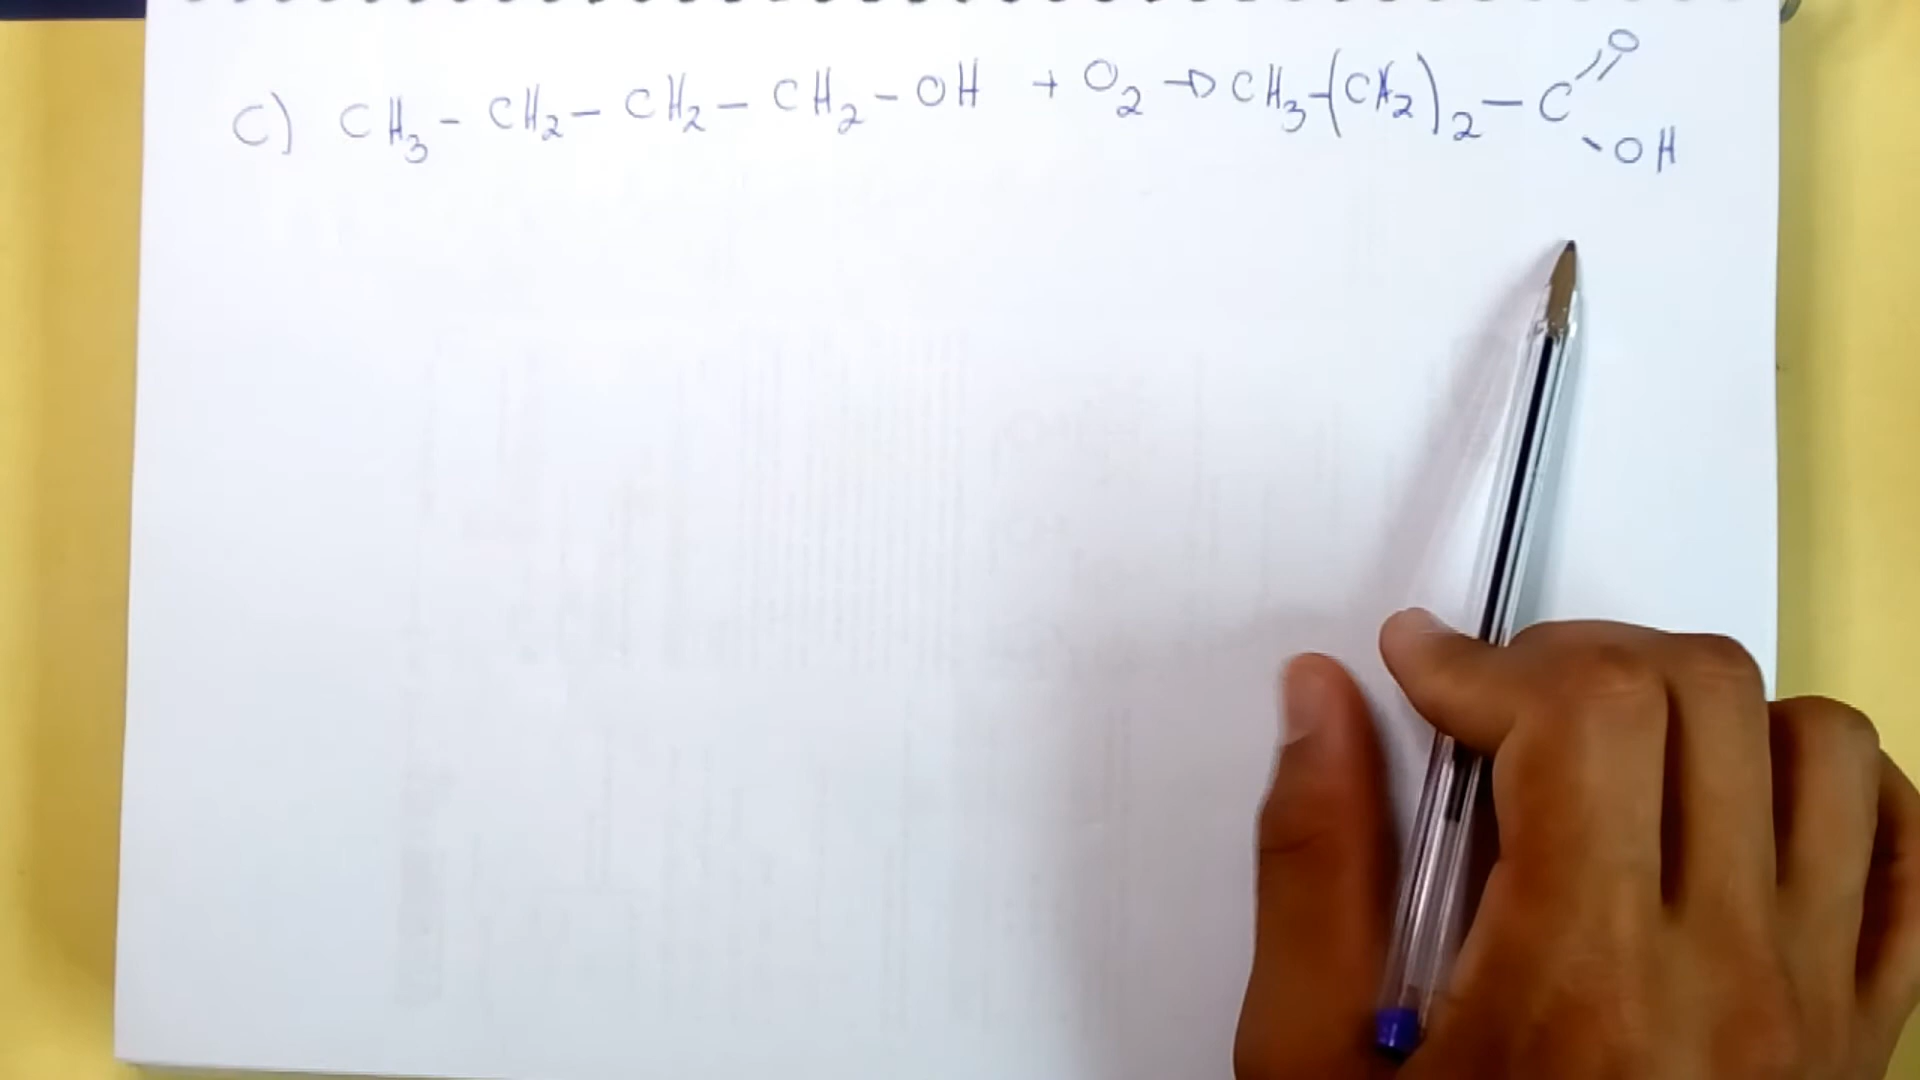 C) CH₃ - CH₂ - CH₂ - CH₂ - OH + O₂ → CH₃-(CH₂)₂ - C=O - OH